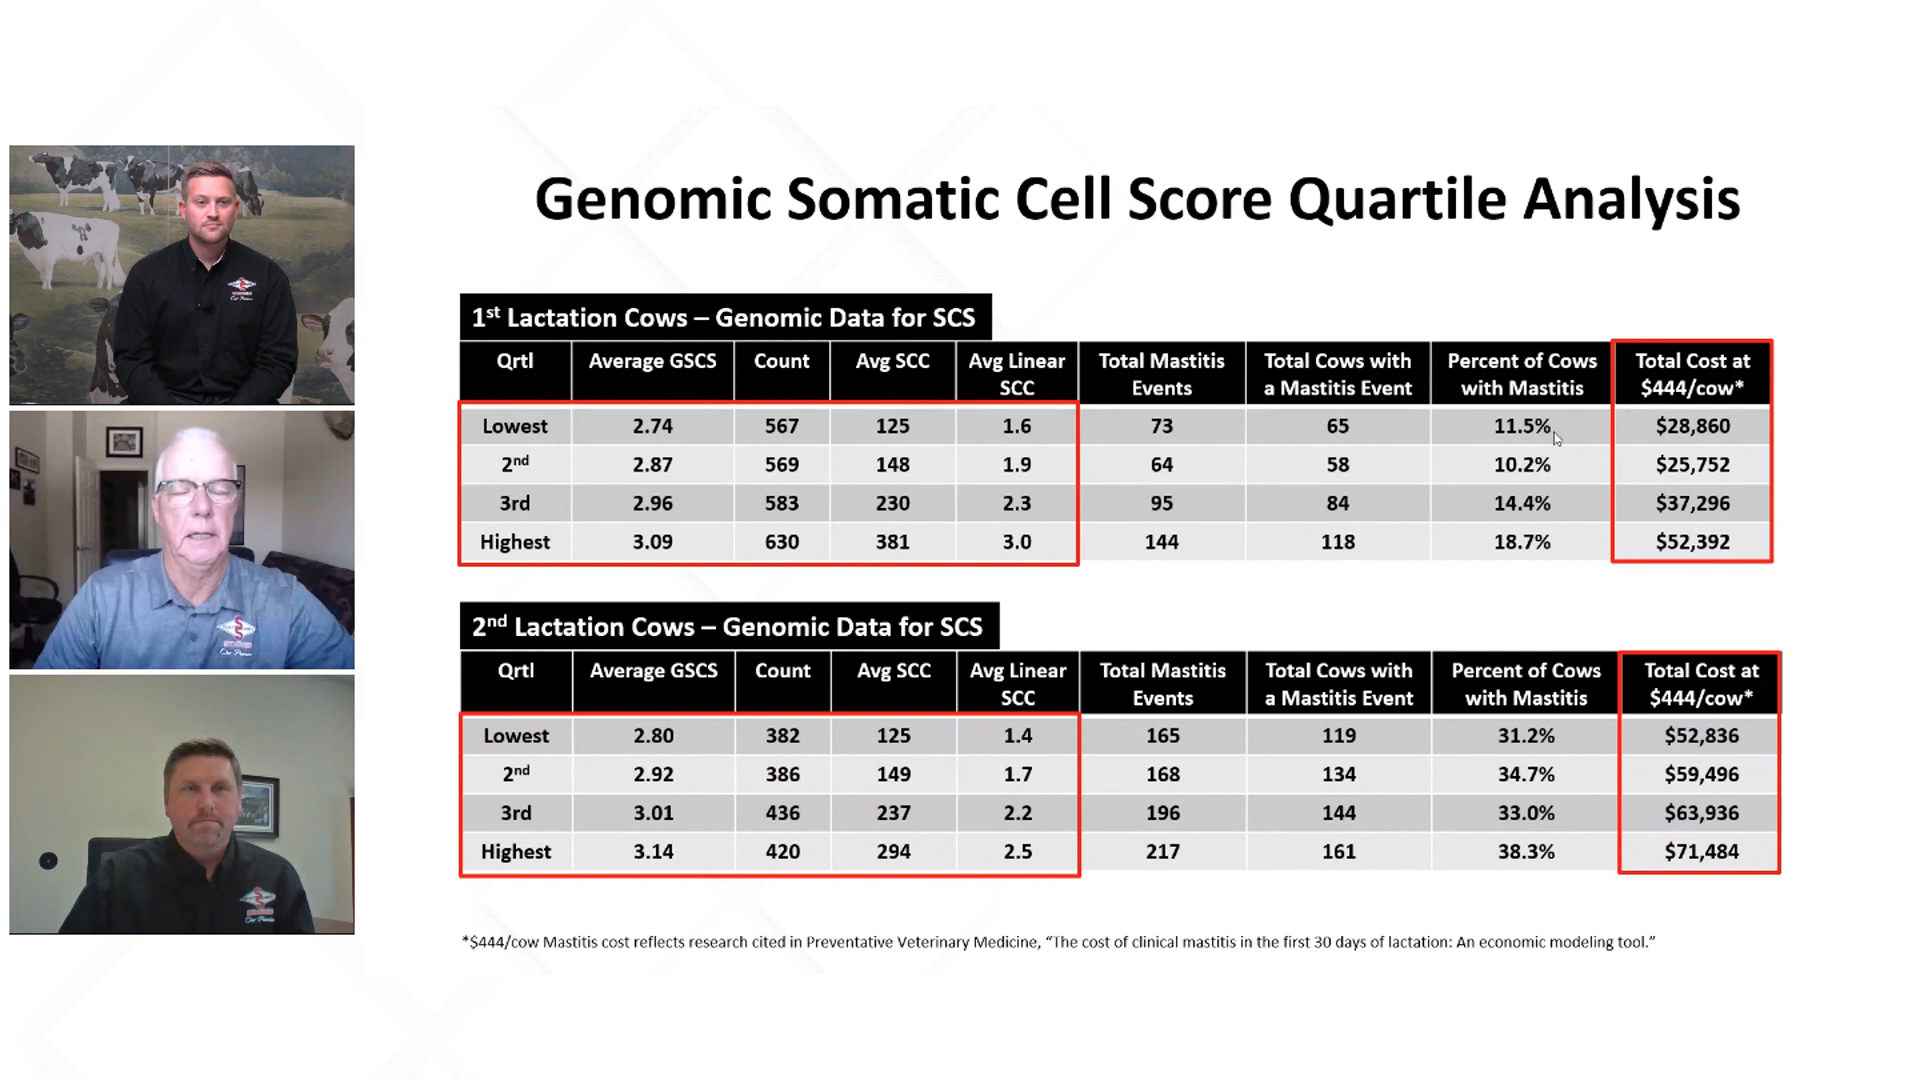 Genomic Somatic Cell Score Quartile Analysis
1st Lactation Cows – Genomic Data for SCS
Qrtl Average GSCS Count Avg SCC Avg Linear SCC Total Mastitis Events Total Cows with a Mastitis Event Percent of Cows with Mastitis Total Cost at $444/cow*
Lowest 2.74 567 125 1.6 73 65 11.5% $28,860
2nd 2.87 569 148 1.9 64 58 10.2% $25,752
3rd 2.96 583 230 2.3 95 84 14.4% $37,296
Highest 3.09 630 381 3.0 144 118 18.7% $52,392
2nd Lactation Cows – Genomic Data for SCS
Qrtl Average GSCS Count Avg SCC Avg Linear SCC Total Mastitis Events Total Cows with a Mastitis Event Percent of Cows with Mastitis Total Cost at $444/cow*
Lowest 2.80 382 125 1.4 165 119 31.2% $52,836
2nd 2.92 386 149 1.7 168 134 34.7% $59,496
3rd 3.01 436 237 2.2 196 144 33.0% $63,936
Highest 3.14 420 294 2.5 217 161 38.3% $71,484
*$444/cow Mastitis cost reflects research cited in Preventative Veterinary Medicine, “The cost of clinical mastitis in the first 30 days of lactation: An economic modeling tool.”